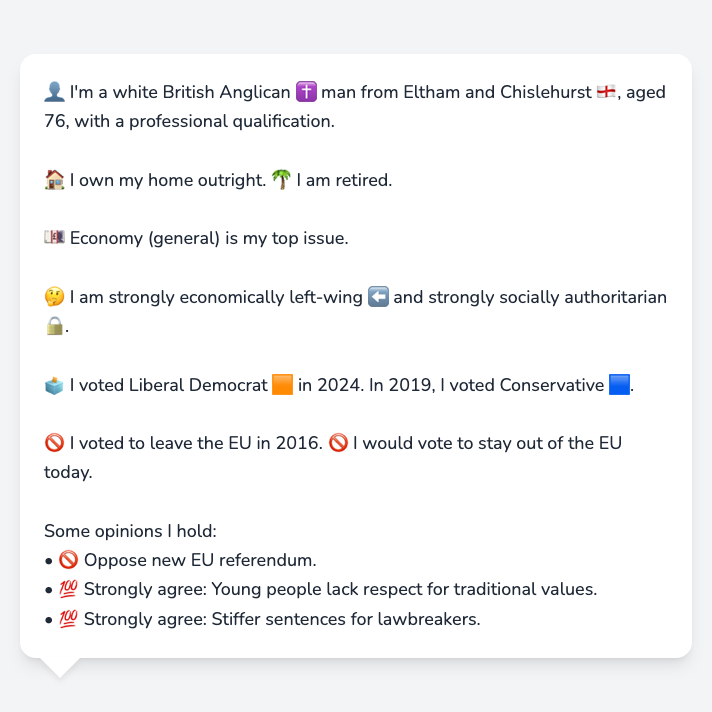 👤 I'm a white British Anglican ✝️ man from Eltham and Chislehurst 🏴󠁧󠁢󠁥󠁮󠁧󠁿, aged
76, with a professional qualification.
🏠 I own my home outright. 🌴 I am retired.
💷 Economy (general) is my top issue.
🤔 I am strongly economically left-wing ⬅️ and strongly socially authoritarian
🔒.
🗳️ I voted Liberal Democrat 🟧 in 2024. In 2019, I voted Conservative 🟦.
🚫 I voted to leave the EU in 2016. 🚫 I would vote to stay out of the EU
today.
Some opinions I hold:
• 🚫 Oppose new EU referendum.
• 💯 Strongly agree: Young people lack respect for traditional values.
• 💯 Strongly agree: Stiffer sentences for lawbreakers.